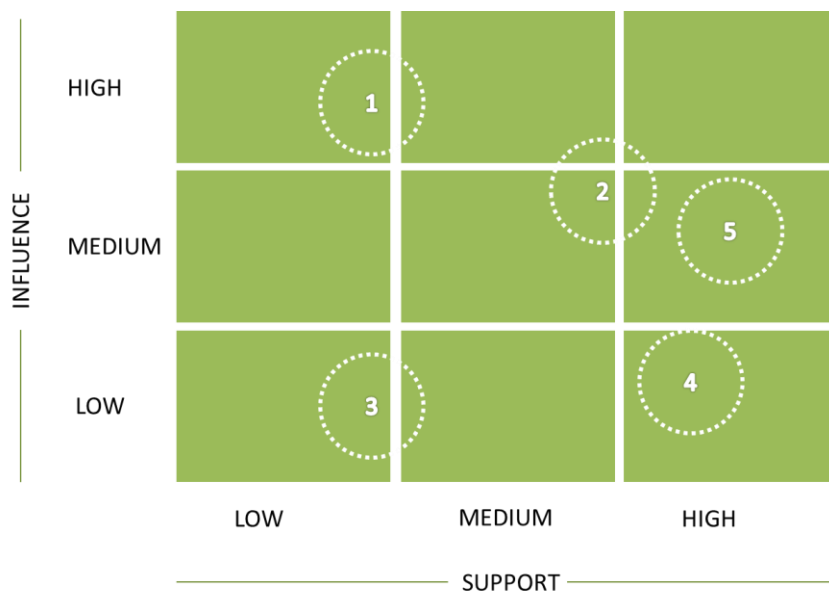 HIGH
1
2
INFLUENCE
MEDIUM
5
LOW
3
4
LOW MEDIUM HIGH
SUPPORT